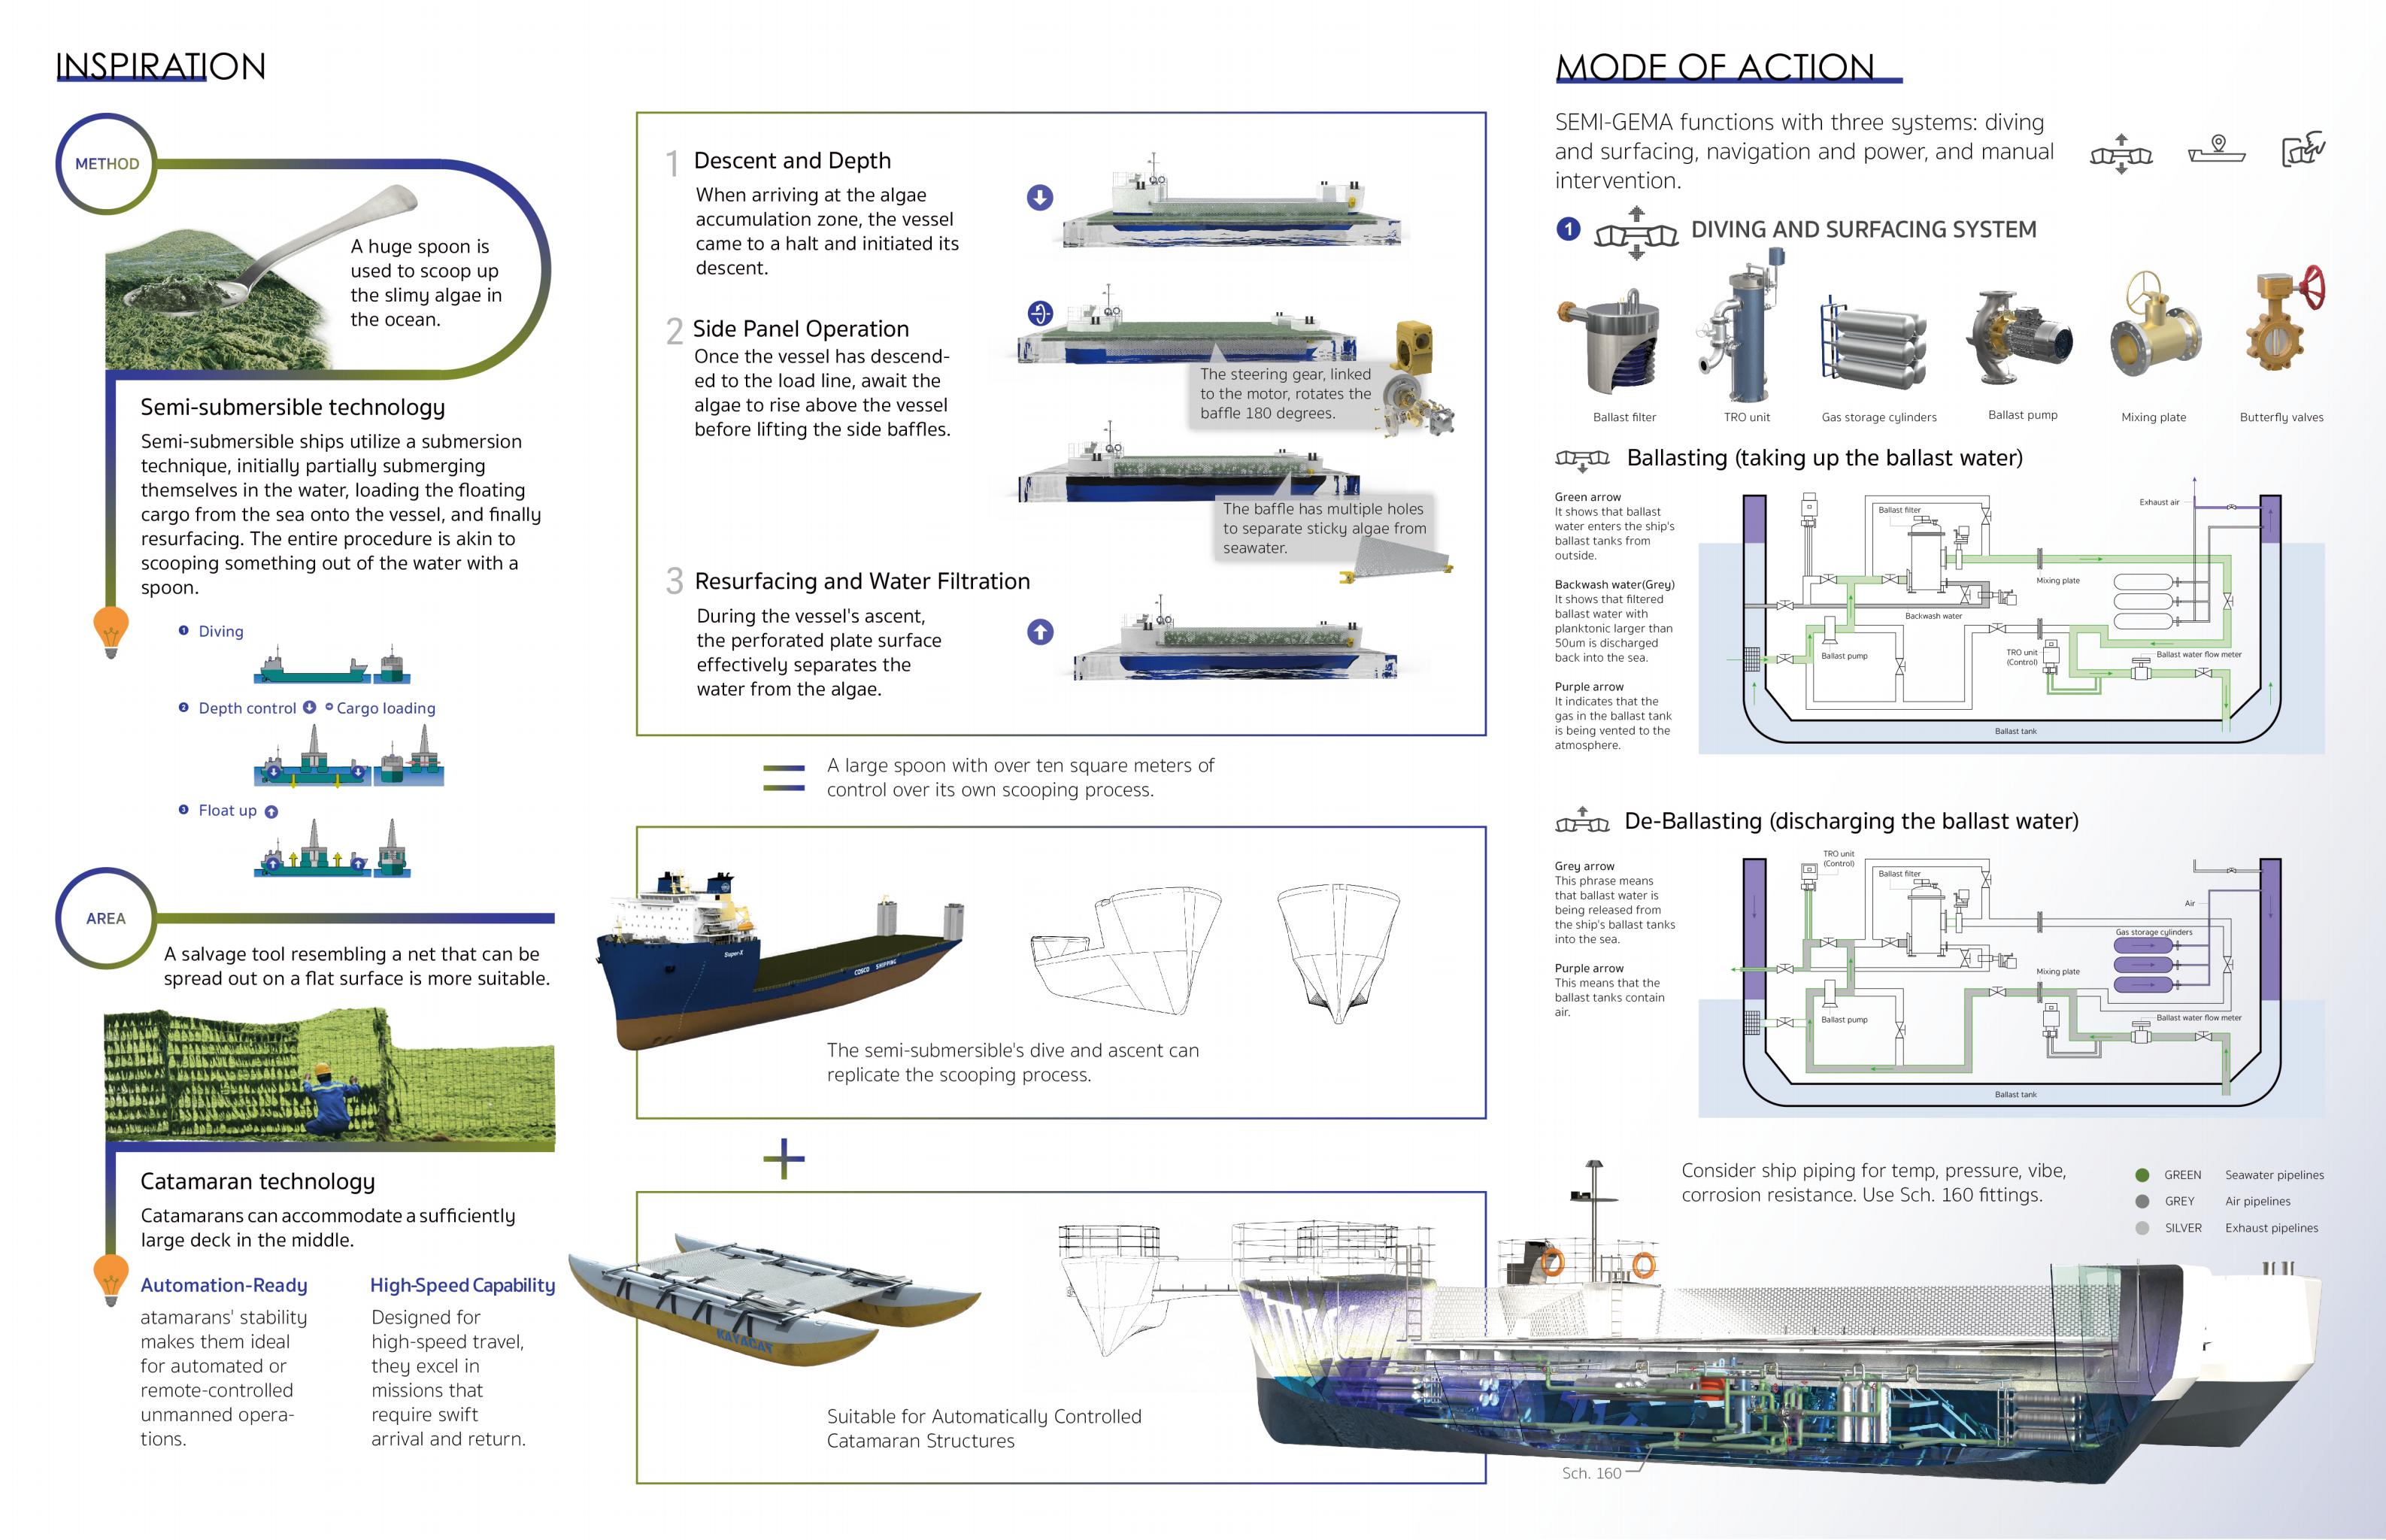 INSPIRATION
METHOD
A huge spoon is
used to scoop up
the slimy algae in
the ocean.
Semi-submersible technology
Semi-submersible ships utilize a submersion
technique, initially partially submerging
themselves in the water, loading the floating
cargo from the sea onto the vessel, and finally
resurfacing. The entire procedure is akin to
scooping something out of the water with a
spoon.
1 Diving
2 Depth control Cargo loading
3 Float up
AREA
A salvage tool resembling a net that can be
spread out on a flat surface is more suitable.
Catamaran technology
Catamarans can accommodate a sufficiently
large deck in the middle.
Automation-Ready
atamarans' stability
makes them ideal
for automated or
remote-controlled
unmanned opera-
tions.
High-Speed Capability
Designed for
high-speed travel,
they excel in
missions that
require swift
arrival and return.
1 Descent and Depth
When arriving at the algae
accumulation zone, the vessel
came to a halt and initiated its
descent.
2 Side Panel Operation
Once the vessel has descend-
ed to the load line, await the
algae to rise above the vessel
before lifting the side baffles.
The steering gear, linked
to the motor, rotates the
baffle 180 degrees.
The baffle has multiple holes
to separate sticky algae from
seawater.
3 Resurfacing and Water Filtration
During the vessel's ascent,
the perforated plate surface
effectively separates the
water from the algae.
A large spoon with over ten square meters of
control over its own scooping process.
Super-X
COSCO SHIPPING
The semi-submersible's dive and ascent can
replicate the scooping process.
KAYACAT
Suitable for Automatically Controlled
Catamaran Structures
MODE OF ACTION
SEMI-GEMA functions with three systems: diving
and surfacing, navigation and power, and manual
intervention.
1 DIVING AND SURFACING SYSTEM
Ballast filter
TRO unit
Gas storage cylinders
Ballast pump
Mixing plate
Butterfly valves
Ballasting (taking up the ballast water)
Green arrow
It shows that ballast
water enters the ship's
ballast tanks from
outside.
Backwash water(Grey)
It shows that filtered
ballast water with
planktonic larger than
50um is discharged
back into the sea.
Purple arrow
It indicates that the
gas in the ballast tank
is being vented to the
atmosphere.
Exhaust air
Ballast filter
Mixing plate
Backwash water
Ballast pump
TRO unit
(Control)
Ballast water flow meter
Ballast tank
De-Ballasting (discharging the ballast water)
Grey arrow
This phrase means
that ballast water is
being released from
the ship's ballast tanks
into the sea.
Purple arrow
This means that the
ballast tanks contain
air.
TRO unit
(Control)
Ballast filter
Air
Gas storage cylinders
Mixing plate
Ballast pump
Ballast water flow meter
Ballast tank
Consider ship piping for temp, pressure, vibe,
corrosion resistance. Use Sch. 160 fittings.
GREEN Seawater pipelines
GREY Air pipelines
SILVER Exhaust pipelines
Sch. 160